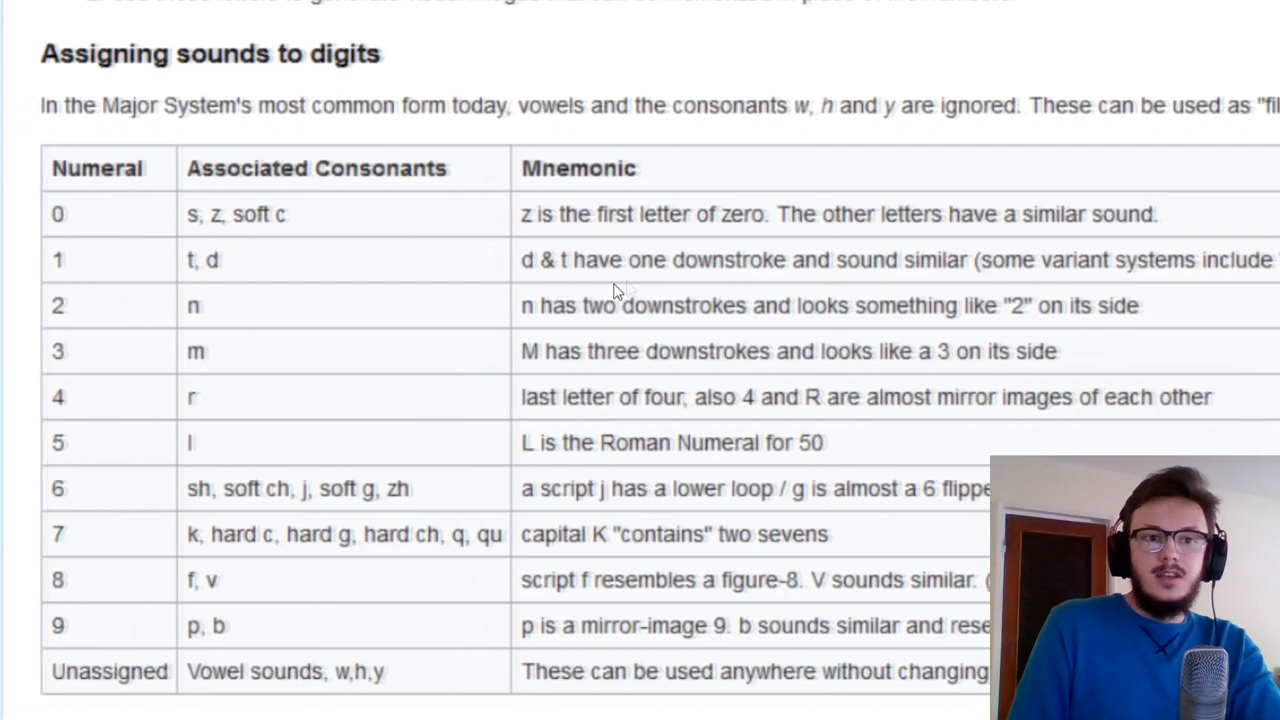 Assigning sounds to digits
In the Major System's most common form today, vowels and the consonants w, h and y are ignored. These can be used as "fil
Numeral Associated Consonants Mnemonic
0 s, z, soft c z is the first letter of zero. The other letters have a similar sound.
1 t, d d & t have one downstroke and sound similar (some variant systems include
2 n n has two downstrokes and looks something like "2" on its side
3 m M has three downstrokes and looks like a 3 on its side
4 r last letter of four, also 4 and R are almost mirror images of each other
5 l L is the Roman Numeral for 50
6 sh, soft ch, j, soft g, zh a script j has a lower loop / g is almost a 6 flippe
7 k, hard c, hard g, hard ch, q, qu capital K "contains" two sevens
8 f, v script f resembles a figure-8. V sounds similar. (
9 p, b p is a mirror-image 9. b sounds similar and rese
Unassigned Vowel sounds, w,h,y These can be used anywhere without changing